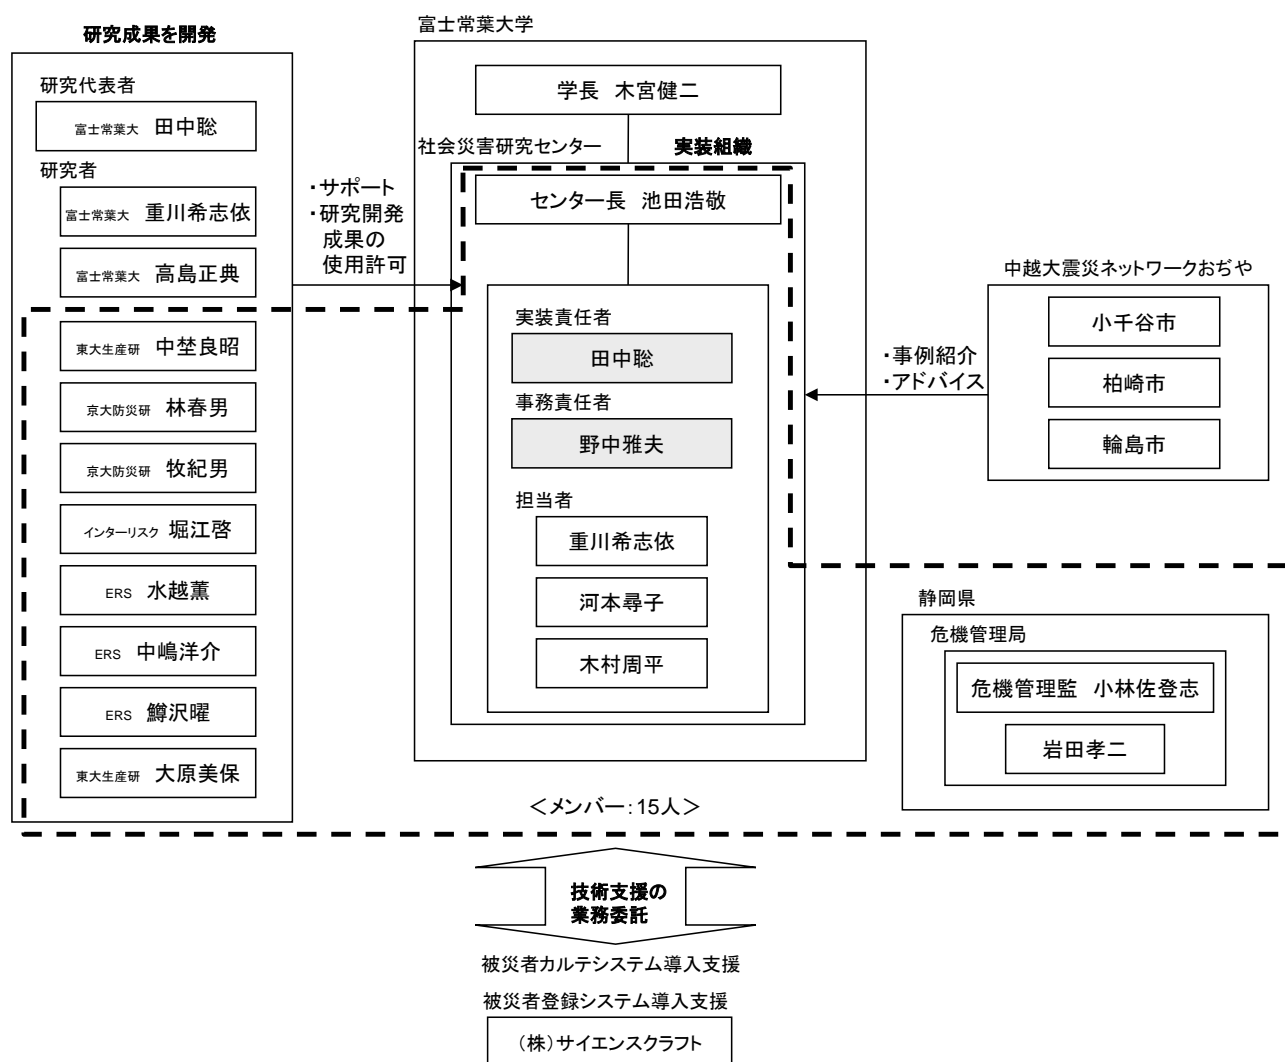 研究成果を開発
研究代表者
富士常葉大 田中聡
研究者
富士常葉大 重川希志依
富士常葉大 高島正典
東大生産研 中埜良昭
京大防災研 林春男
京大防災研 牧紀男
インターリスク 堀江啓
ERS 水越薫
ERS 中嶋洋介
ERS 鱒沢曜
東大生産研 大原美保
・サポート
・研究開発
成果の
使用許可
富士常葉大学
学長 木宮健二
社会災害研究センター
実装組織
センター長 池田浩敬
実装責任者
田中聡
事務責任者
野中雅夫
担当者
重川希志依
河本尋子
木村周平
<メンバー:15人>
・事例紹介
・アドバイス
中越大震災ネットワークおぢや
小千谷市
柏崎市
輪島市
静岡県
危機管理局
危機管理監 小林佐登志
岩田孝二
技術支援の
業務委託
被災者カルテシステム導入支援
被災者登録システム導入支援
(株)サイエンスクラフト